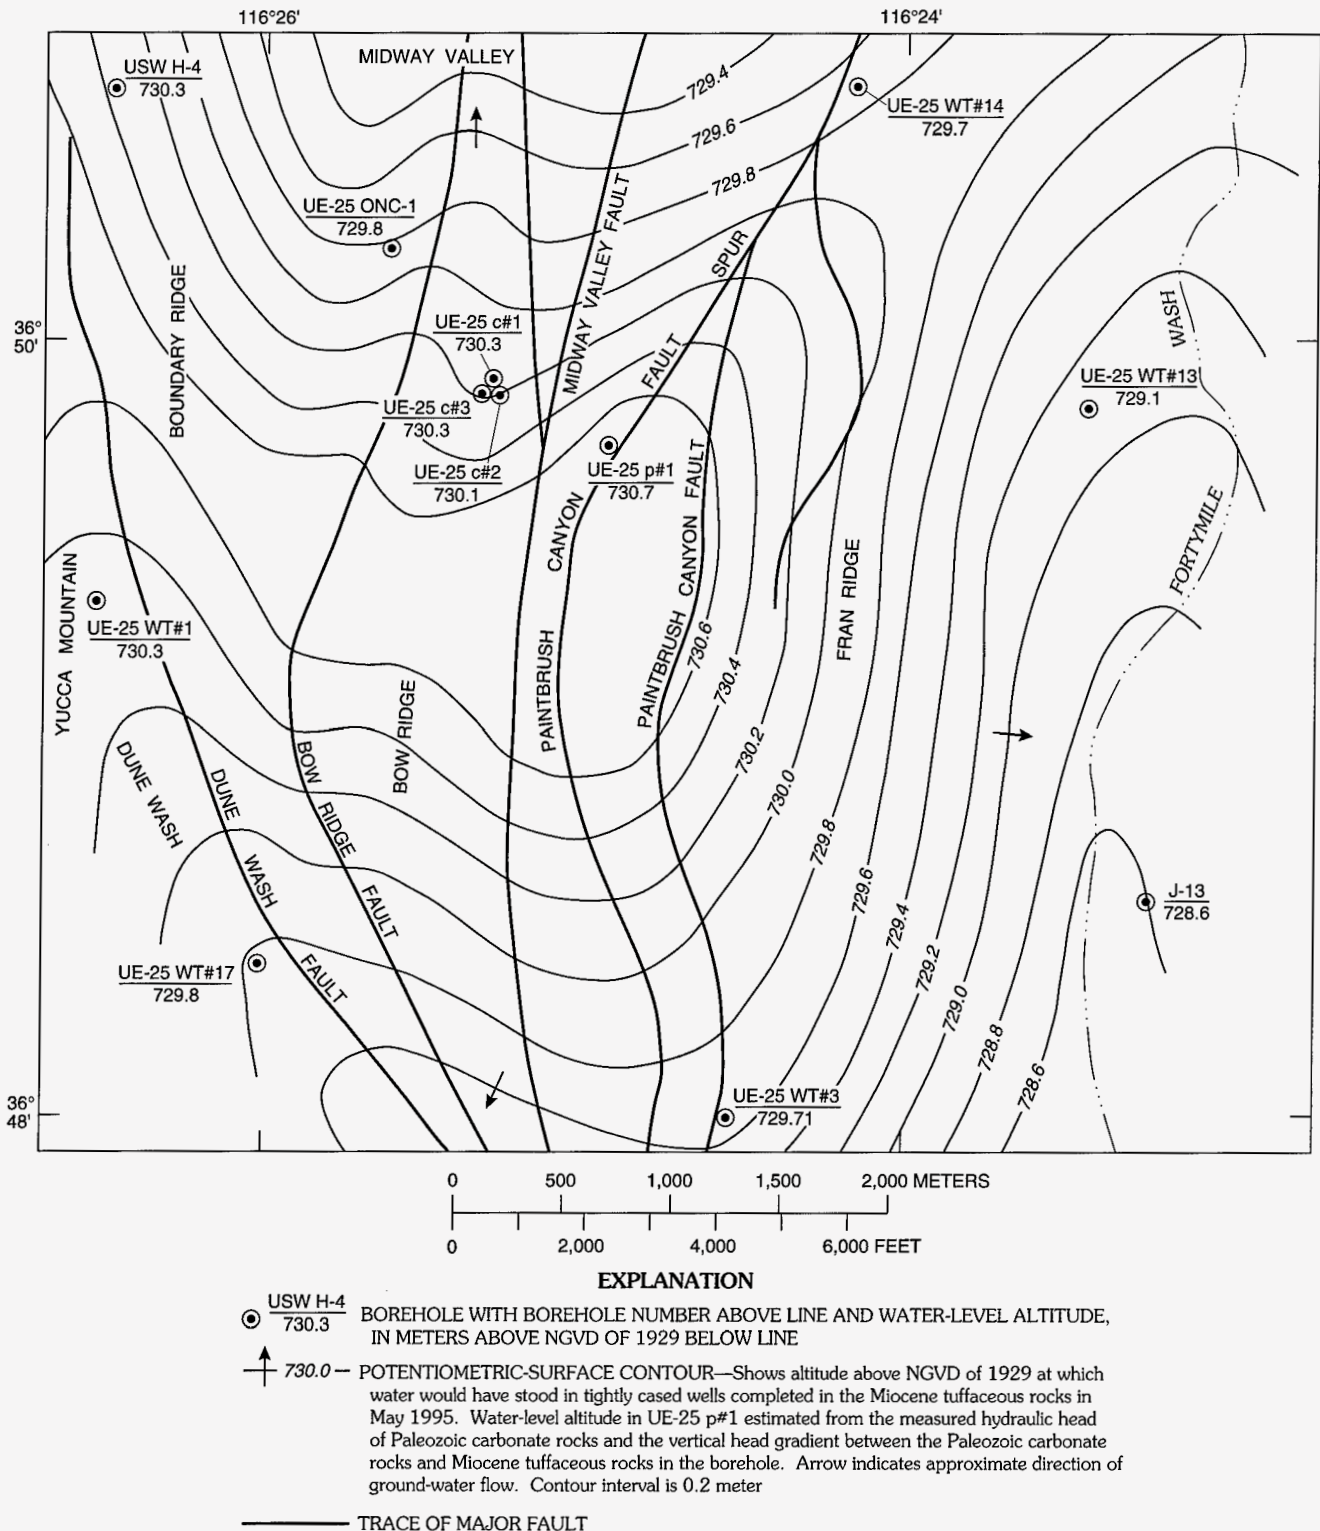 116°26'
116°24'
MIDWAY VALLEY
USW H-4
730.3
729.4
UE-25 WT#14
729.7
729.6
729.8
UE-25 ONC-1
729.8
MIDWAY VALLEY FAULT
SPUR
FAULT
BOUNDARY RIDGE
WASH
36°
50'
UE-25 c#1
730.3
UE-25 WT#13
729.1
UE-25 c#3
730.3
UE-25 c#2
730.1
UE-25 p#1
730.7
CANYON
PAINTBRUSH
PAINTBRUSH CANYON FAULT
FORTYMILE
FRAN RIDGE
YUCCA MOUNTAIN
UE-25 WT#1
730.3
730.6
730.4
730.2
730.0
729.8
729.6
729.4
729.2
729.0
728.8
728.6
BOW RIDGE
BOW RIDGE FAULT
DUNE WASH
DUNE WASH FAULT
J-13
728.6
UE-25 WT#17
729.8
UE-25 WT#3
729.71
36°
48'
0 500 1,000 1,500 2,000 METERS
0 2,000 4,000 6,000 FEET
EXPLANATION
USW H-4
730.3
BOREHOLE WITH BOREHOLE NUMBER ABOVE LINE AND WATER-LEVEL ALTITUDE,
IN METERS ABOVE NGVD OF 1929 BELOW LINE
730.0 — POTENTIOMETRIC-SURFACE CONTOUR—Shows altitude above NGVD of 1929 at which
water would have stood in tightly cased wells completed in the Miocene tuffaceous rocks in
May 1995. Water-level altitude in UE-25 p#1 estimated from the measured hydraulic head
of Paleozoic carbonate rocks and the vertical head gradient between the Paleozoic carbonate
rocks and Miocene tuffaceous rocks in the borehole. Arrow indicates approximate direction of
ground-water flow. Contour interval is 0.2 meter
TRACE OF MAJOR FAULT